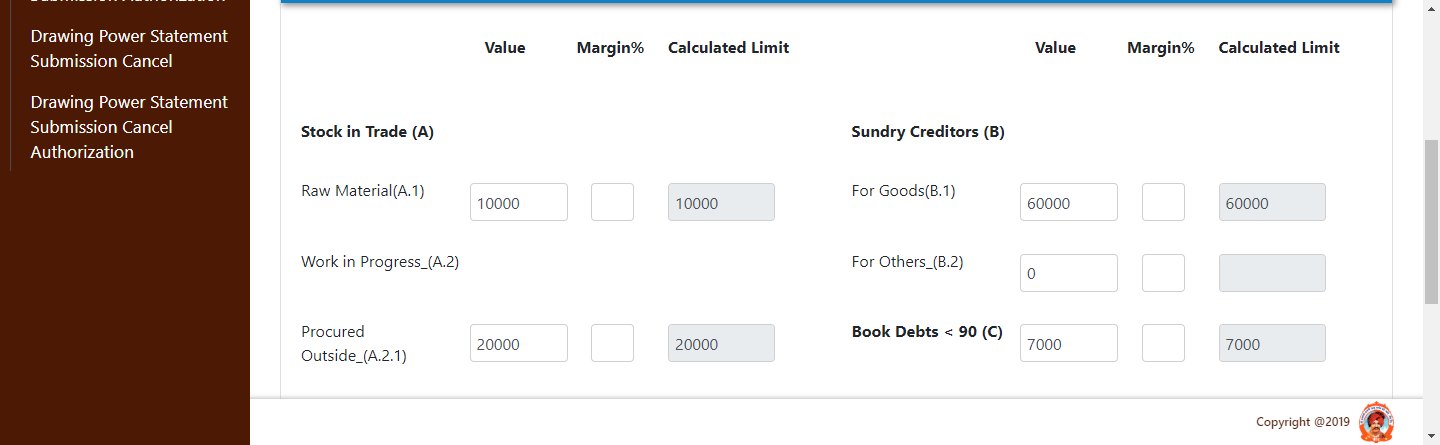 Drawing Power Statement
Submission Cancel
Drawing Power Statement
Submission Cancel
Authorization
Value Margin% Calculated Limit Value Margin% Calculated Limit
Stock in Trade (A) Sundry Creditors (B)
Raw Material(A.1) 10000 10000 For Goods(B.1) 60000 60000
Work in Progress_(A.2) For Others_(B.2) 0
Procured
Outside_(A.2.1) 20000 20000 Book Debts < 90 (C) 7000 7000
Copyright @2019